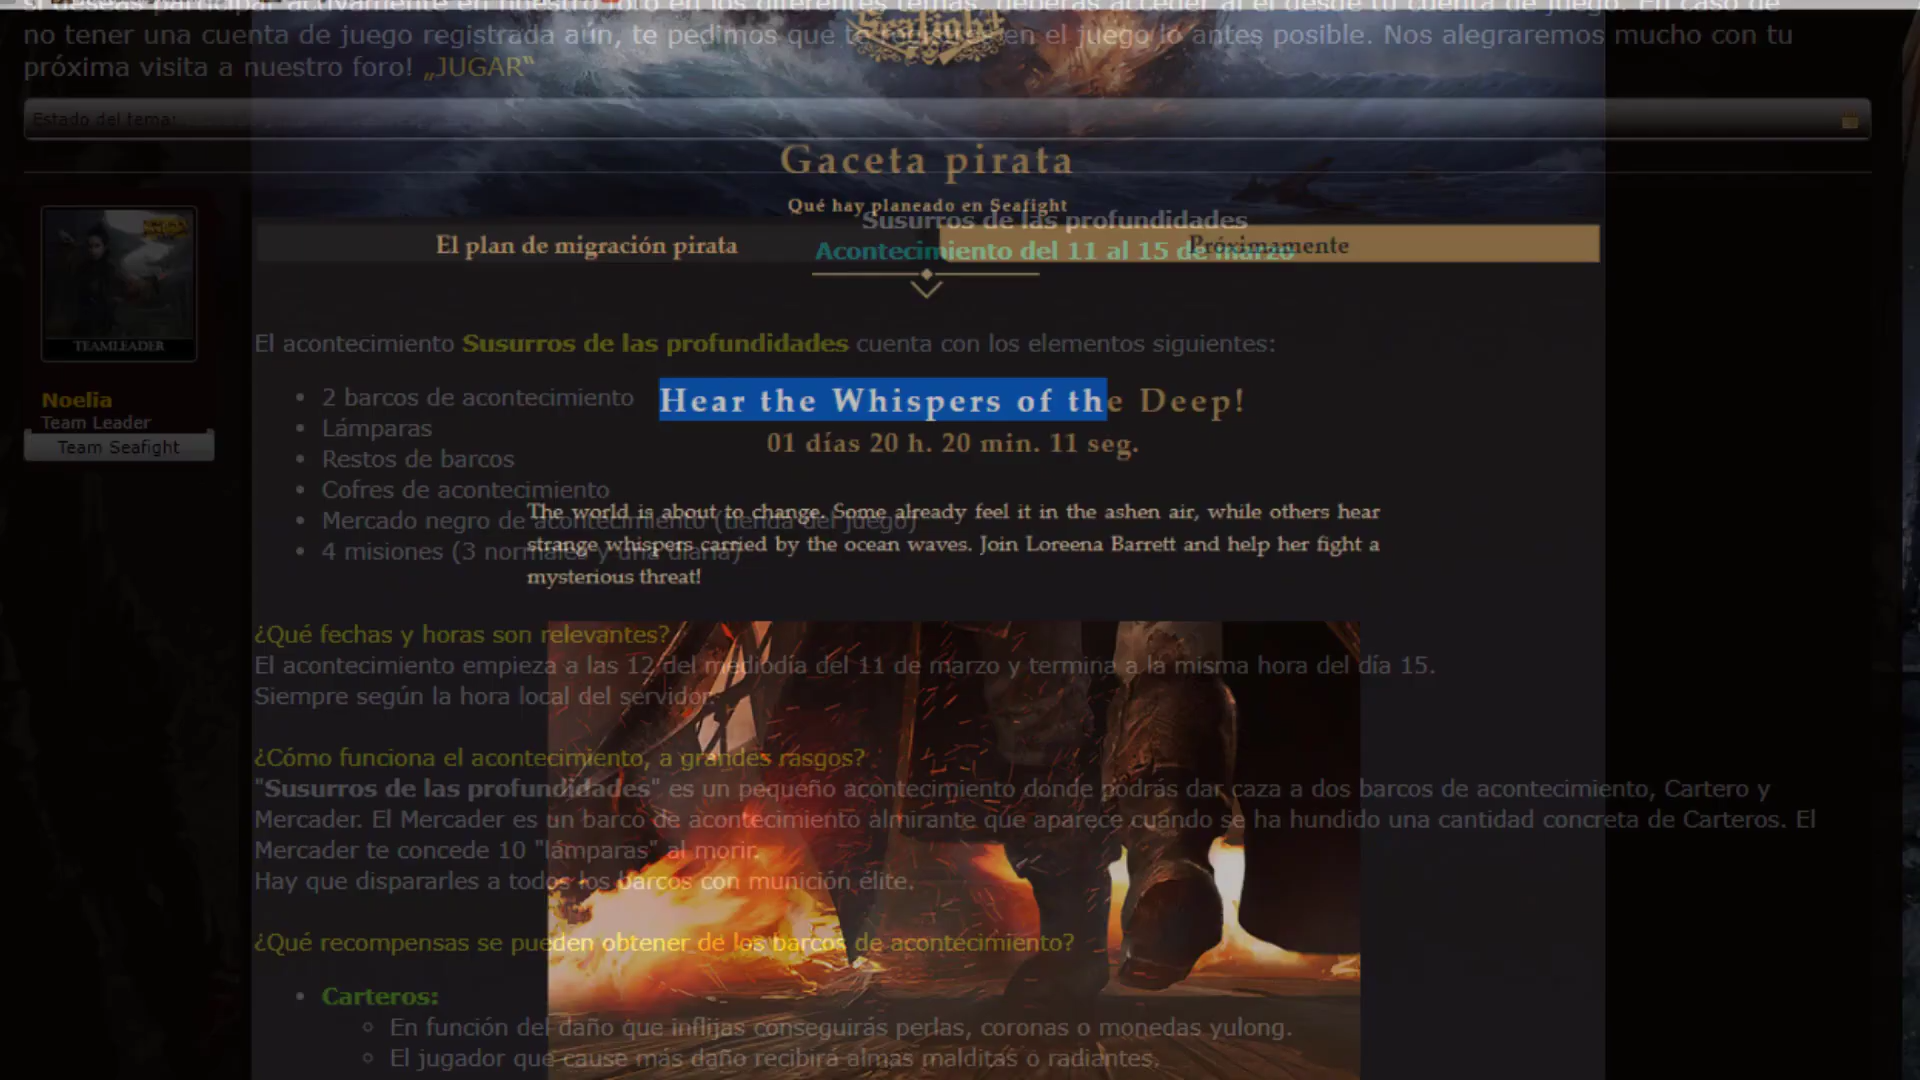 si deseas participar activamente en nuestro foro en los diferentes temas, deberás acceder al él desde tu cuenta de juego. En caso de
no tener una cuenta de juego registrada aún, te pedimos que te en el juego lo antes posible. Nos alegraremos mucho con tu
próxima visita a nuestro foro! „JUGAR“
Seafight
Estado del tema:
Gaceta pirata
Qué hay planeado en Seafight
Susurros de las profundidades
El plan de migración pirata
Próximamente
Acontecimiento del 11 al 15 de marzo
TEAMLEADER
Noelia
Team Leader
Team Seafight
El acontecimiento Susurros de las profundidades cuenta con los elementos siguientes:
• 2 barcos de acontecimiento
• Lámparas
• Restos de barcos
• Cofres de acontecimiento
• Mercado negro de acontecimiento (tienda del juego)
• 4 misiones (3 normales y una diaria)
Hear the Whispers of the Deep!
01 días 20 h. 20 min. 11 seg.
The world is about to change. Some already feel it in the ashen air, while others hear
strange whispers carried by the ocean waves. Join Loreena Barrett and help her fight a
mysterious threat!
¿Qué fechas y horas son relevantes?
El acontecimiento empieza a las 12 del mediodía del 11 de marzo y termina a la misma hora del día 15.
Siempre según la hora local del servidor.
¿Cómo funciona el acontecimiento, a grandes rasgos?
"Susurros de las profundidades" es un pequeño acontecimiento donde podrás dar caza a dos barcos de acontecimiento, Cartero y
Mercader. El Mercader es un barco de acontecimiento almirante que aparece cuando se ha hundido una cantidad concreta de Carteros. El
Mercader te concede 10 "lámparas" al morir.
Hay que dispararles a todos los barcos con munición élite.
¿Qué recompensas se pueden obtener de los barcos de acontecimiento?
• Carteros:
◦ En función del daño que inflijas conseguirás perlas, coronas o monedas yulong.
◦ El jugador que cause más daño recibirá almas malditas o radiantes.